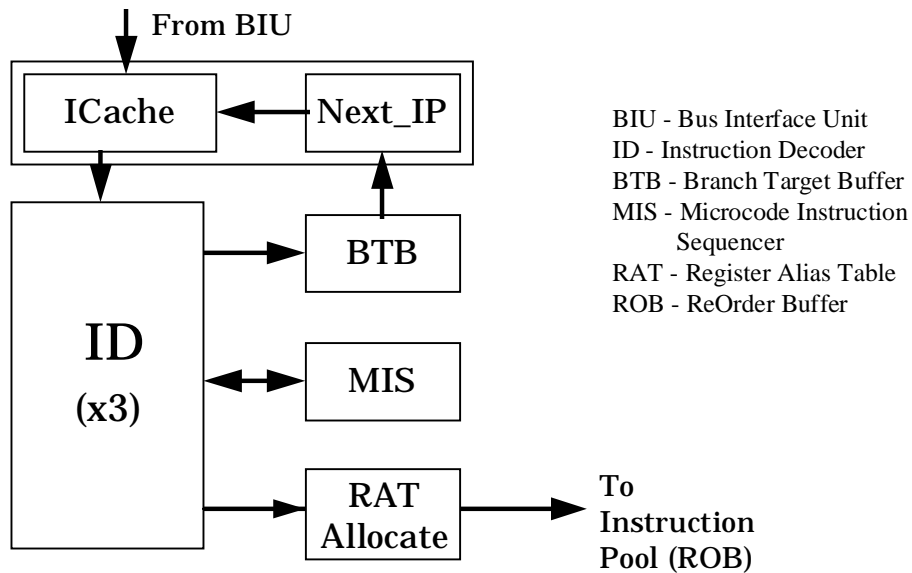 From BIU
ICache
Next_IP
BTB
ID
(x3)
MIS
RAT
Allocate
To
Instruction
Pool (ROB)
BIU - Bus Interface Unit
ID - Instruction Decoder
BTB - Branch Target Buffer
MIS - Microcode Instruction
Sequencer
RAT - Register Alias Table
ROB - ReOrder Buffer